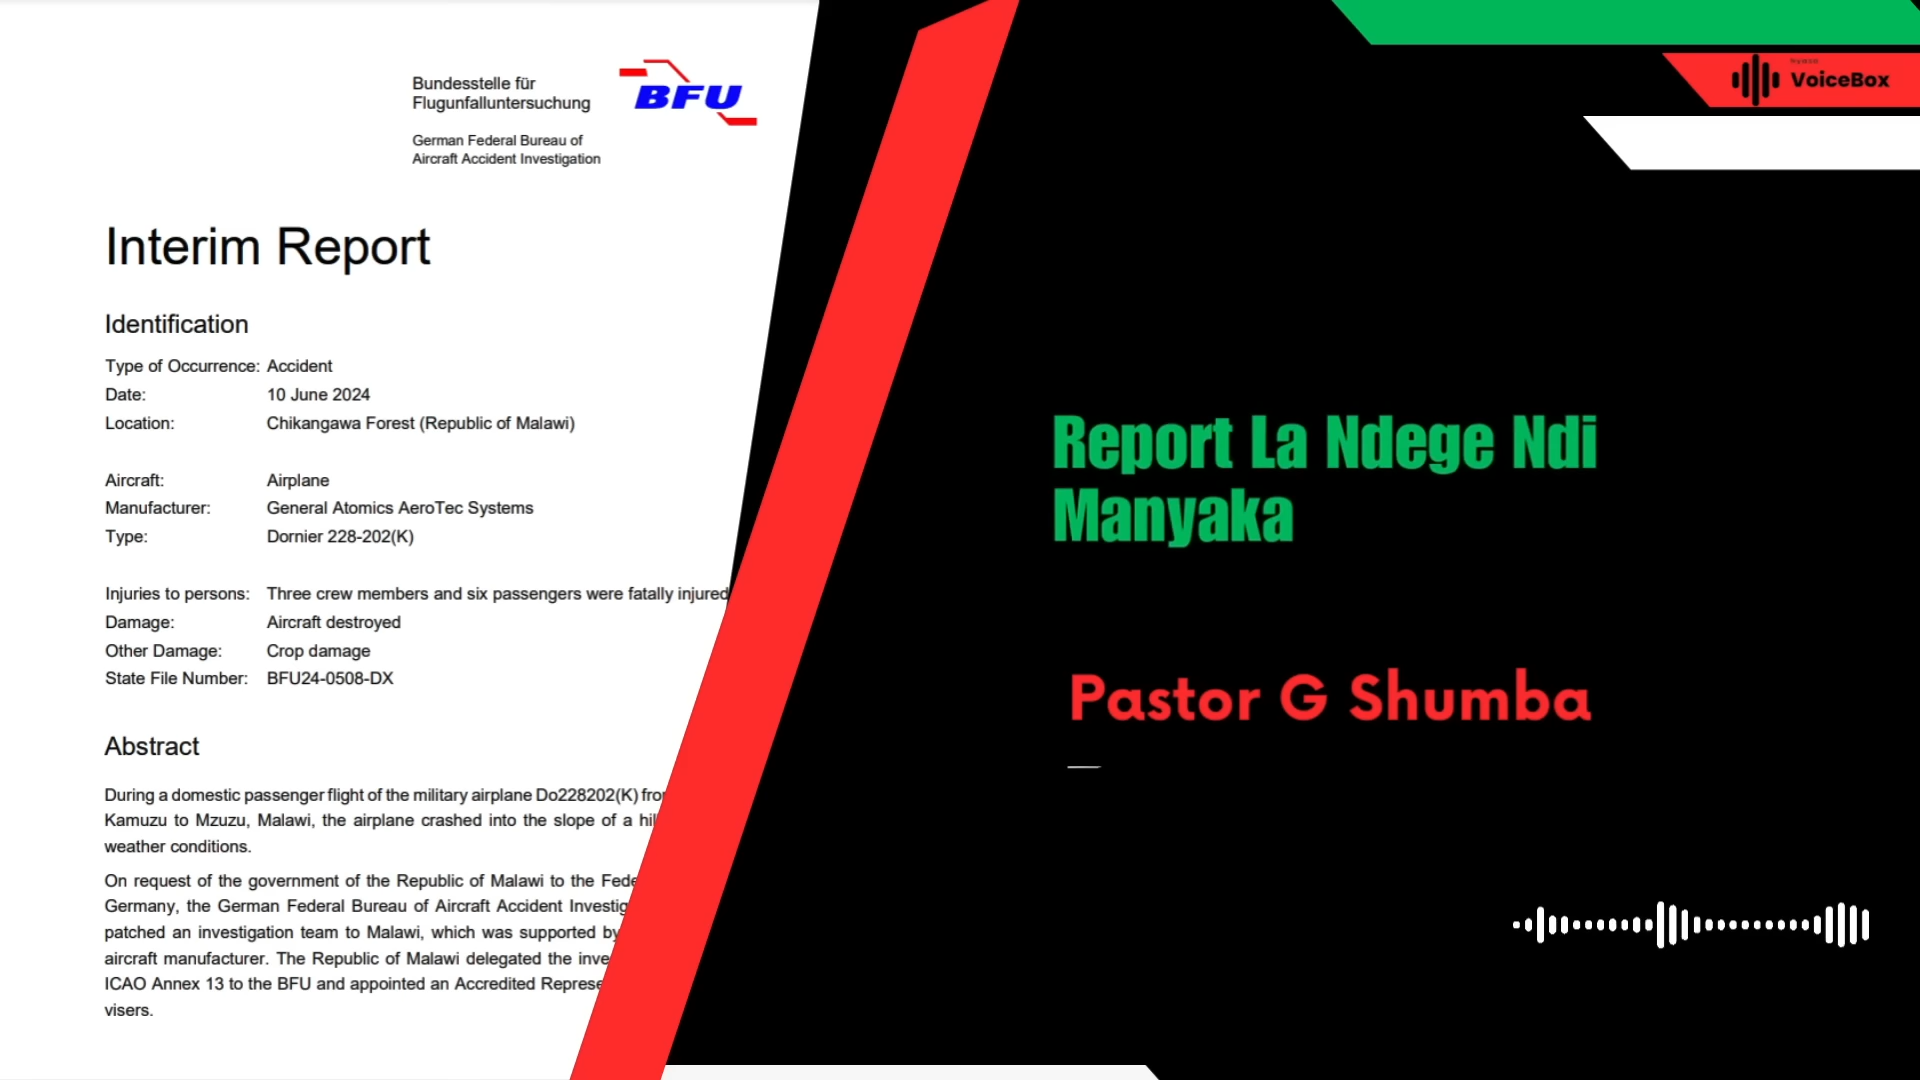 Bundesstelle für
Flugunfalluntersuchung
BFU
German Federal Bureau of
Aircraft Accident Investigation
Interim Report
Identification
Type of Occurrence: Accident
Date: 10 June 2024
Location: Chikangawa Forest (Republic of Malawi)
Aircraft: Airplane
Manufacturer: General Atomics AeroTec Systems
Type: Dornier 228-202(K)
Injuries to persons: Three crew members and six passengers were fatally injured
Damage: Aircraft destroyed
Other Damage: Crop damage
State File Number: BFU24-0508-DX
Abstract
During a domestic passenger flight of the military airplane Do228202(K)
Kamuzu to Mzuzu, Malawi, the airplane crashed into the slope of a
weather conditions.
On request of the government of the Republic of Malawi to the
Germany, the German Federal Bureau of Aircraft Accident
patched an investigation team to Malawi, which was supported by
aircraft manufacturer. The Republic of Malawi delegated the
ICAO Annex 13 to the BFU and appointed an Accredited
visers.
VoiceBox
Report La Ndege Ndi
Manyaka
Pastor G Shumba